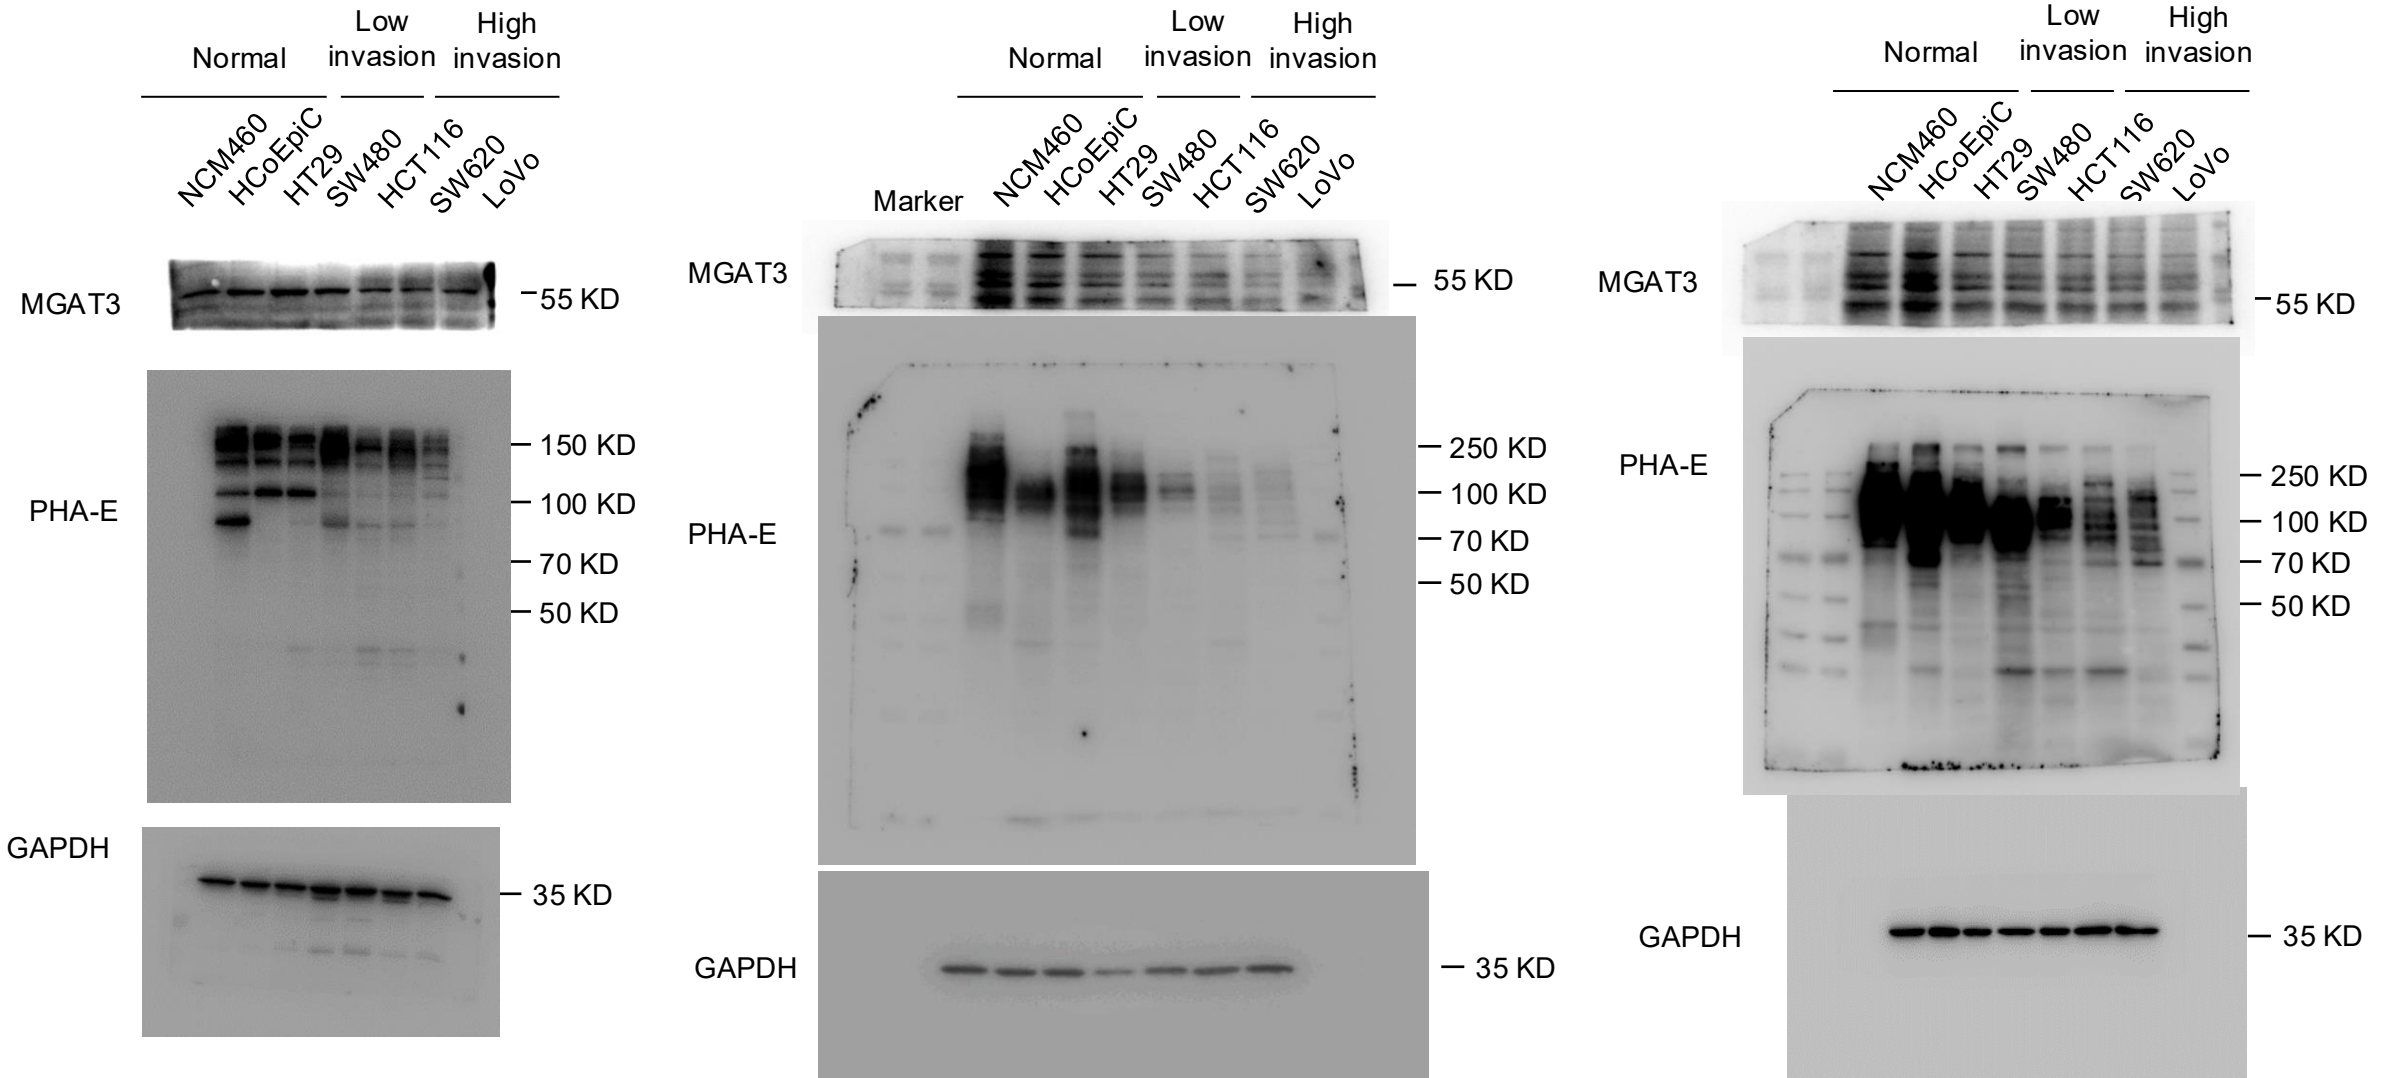 Normal
Low
invasion
High
invasion
NCM460
HCoEpiC
HT29
SW480
HCT116
SW620
LoVo
MGAT3
55 KD
PHA-E
150 KD
100 KD
70 KD
50 KD
GAPDH
35 KD
Normal
Low
invasion
High
invasion
Marker
NCM460
HCoEpiC
HT29
SW480
HCT116
SW620
LoVo
MGAT3
55 KD
PHA-E
250 KD
100 KD
70 KD
50 KD
GAPDH
35 KD
Normal
Low
invasion
High
invasion
NCM460
HCoEpiC
HT29
SW480
HCT116
SW620
LoVo
MGAT3
55 KD
PHA-E
250 KD
100 KD
70 KD
50 KD
GAPDH
35 KD